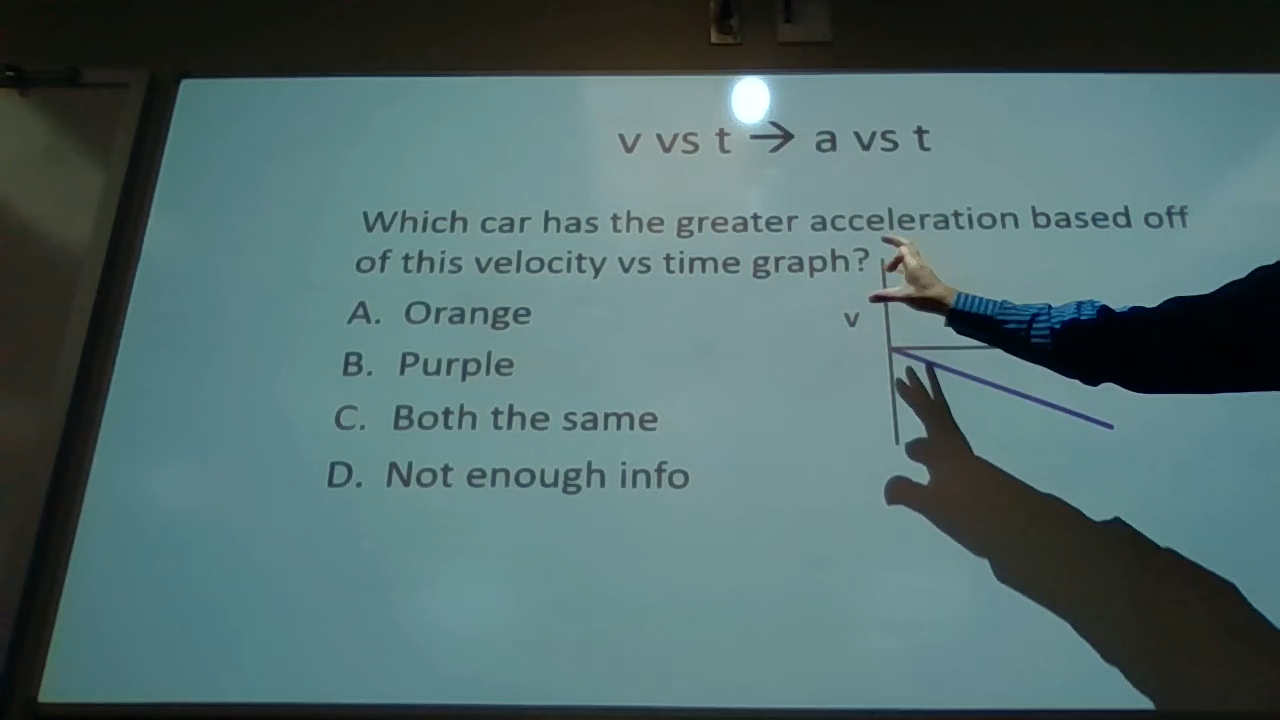 v vs t → a vs t
Which car has the greater acceleration based off
of this velocity vs time graph?
A. Orange
B. Purple
C. Both the same
D. Not enough info
v